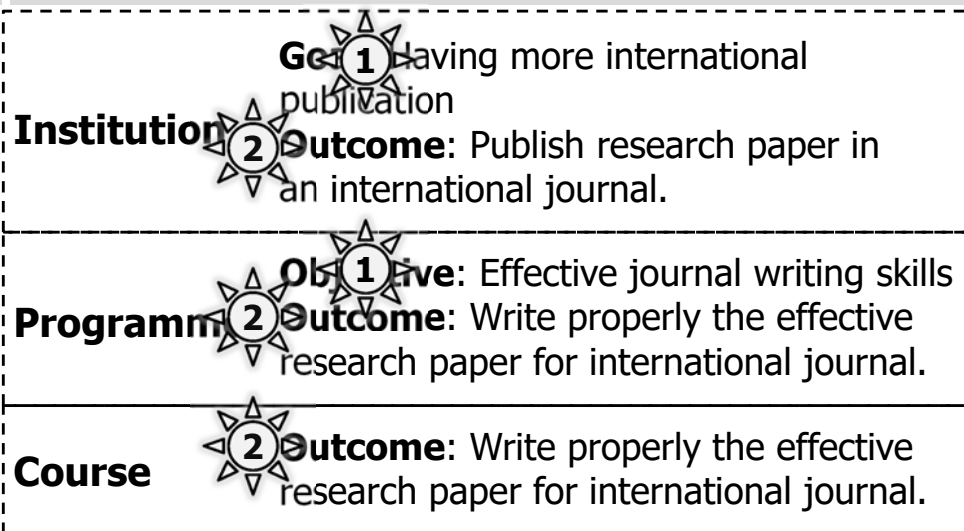 1 Having more international
publication
Institution
2 Outcome: Publish research paper in
an international journal.
1 Objective: Effective journal writing skills
Programm
2 Outcome: Write properly the effective
research paper for international journal.
Course
2 Outcome: Write properly the effective
research paper for international journal.